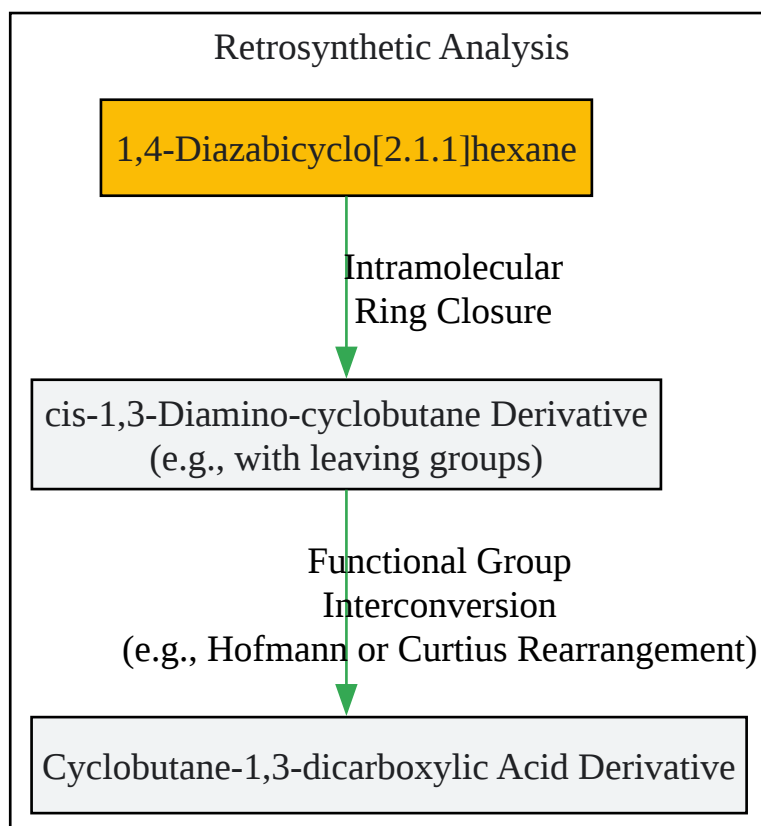 Retrosynthetic Analysis
1,4-Diazabicyclo[2.1.1]hexane
Intramolecular
Ring Closure
cis-1,3-Diamino-cyclobutane Derivative
(e.g., with leaving groups)
Functional Group
Interconversion
(e.g., Hofmann or Curtius Rearrangement)
Cyclobutane-1,3-dicarboxylic Acid Derivative